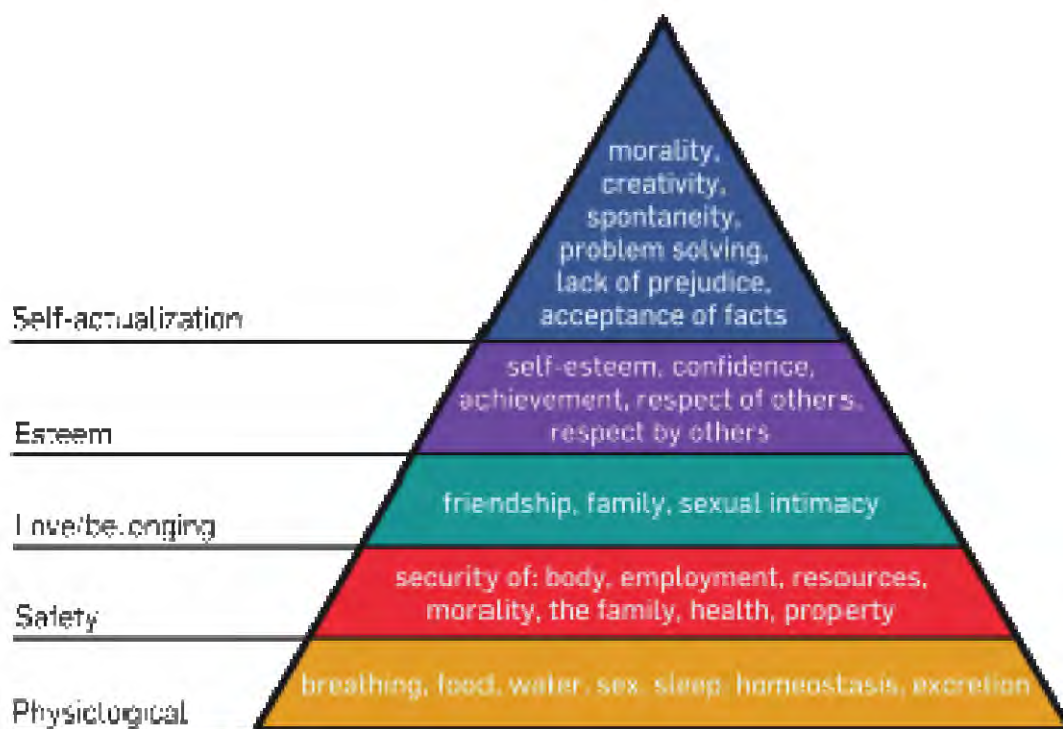 morality,
creativity,
spontaneity,
problem solving,
lack of prejudice,
acceptance of facts
Self-actualization
self-esteem, confidence,
achievement, respect of others,
respect by others
Esteem
friendship, family, sexual intimacy
Love/belonging
security of: body, employment, resources,
morality, the family, health, property
Safety
breathing, food, water, sex, sleep, homeostasis, excretion
Physiological